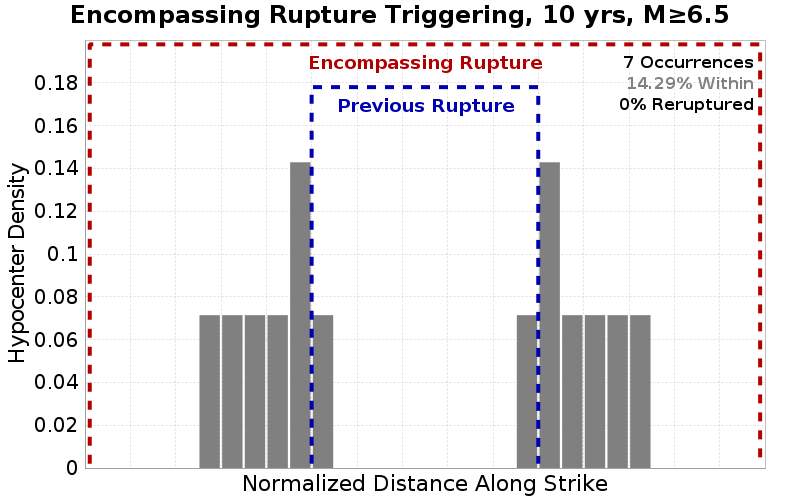 Encompassing Rupture Triggering, 10 yrs, M≥6.5
Encompassing Rupture
7 Occurrences
14.29% Within
0% Reruptured
Previous Rupture
Hypocenter Density
0.18
0.16
0.14
0.12
0.1
0.08
0.06
0.04
0.02
0
Normalized Distance Along Strike